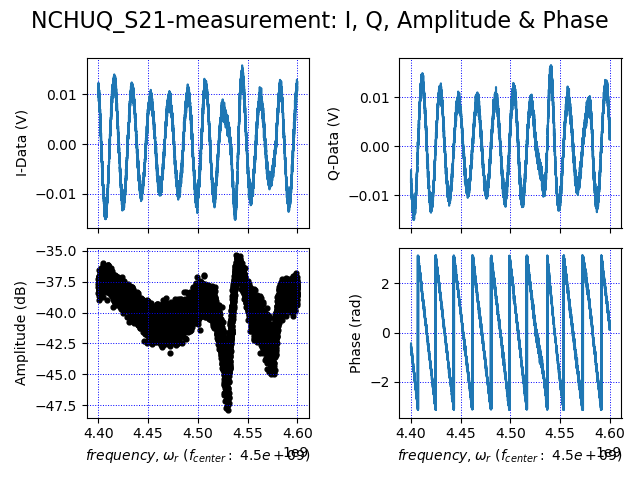 NCHUQ_S21-measurement: I, Q, Amplitude & Phase
I-Data (V)
0.01
0.00
−0.01
Q-Data (V)
0.01
0.00
−0.01
Amplitude (dB)
−35.0
−37.5
−40.0
−42.5
−45.0
−47.5
4.40 4.45 4.50 4.55 4.60
1e9
frequency, ωr (fcenter: 4.5e+09)
Phase (rad)
2
0
−2
4.40 4.45 4.50 4.55 4.60
1e9
frequency, ωr (fcenter: 4.5e+09)